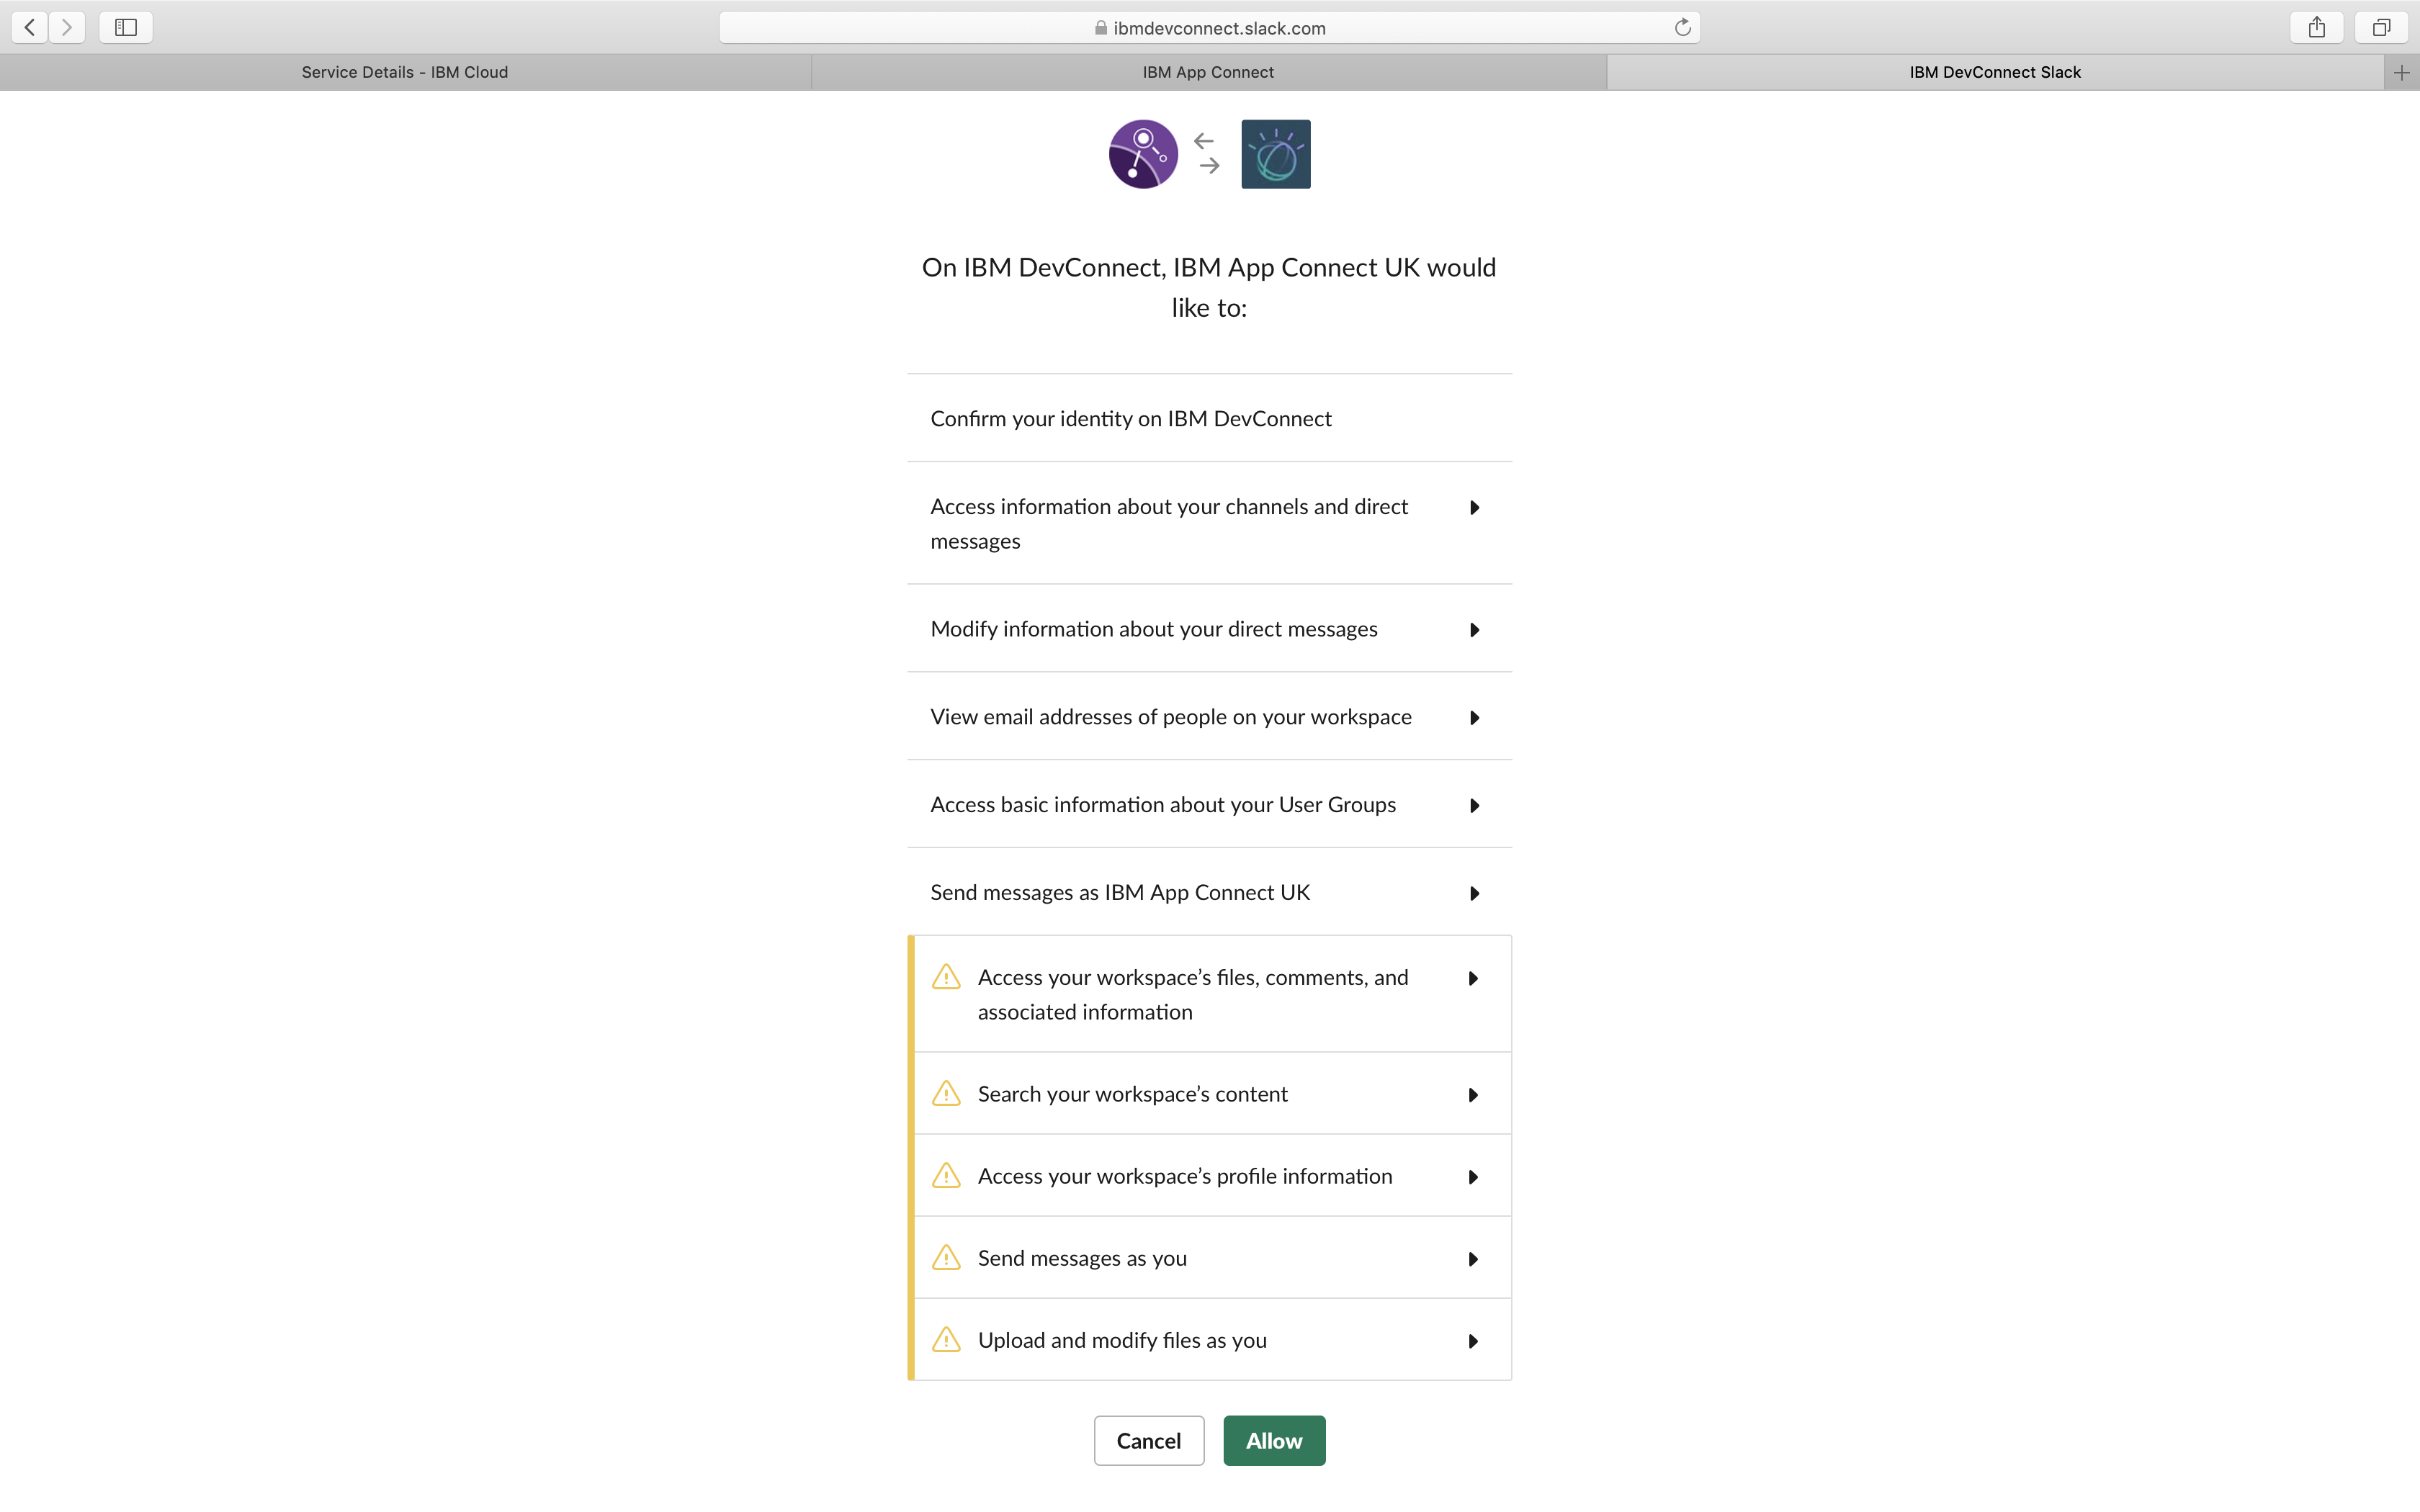 ibmdevconnect.slack.com
Service Details - IBM Cloud
IBM App Connect
IBM DevConnect Slack
On IBM DevConnect, IBM App Connect UK would
like to:
Confirm your identity on IBM DevConnect
Access information about your channels and direct
messages
Modify information about your direct messages
View email addresses of people on your workspace
Access basic information about your User Groups
Send messages as IBM App Connect UK
Access your workspace’s files, comments, and
associated information
Search your workspace’s content
Access your workspace’s profile information
Send messages as you
Upload and modify files as you
Cancel
Allow